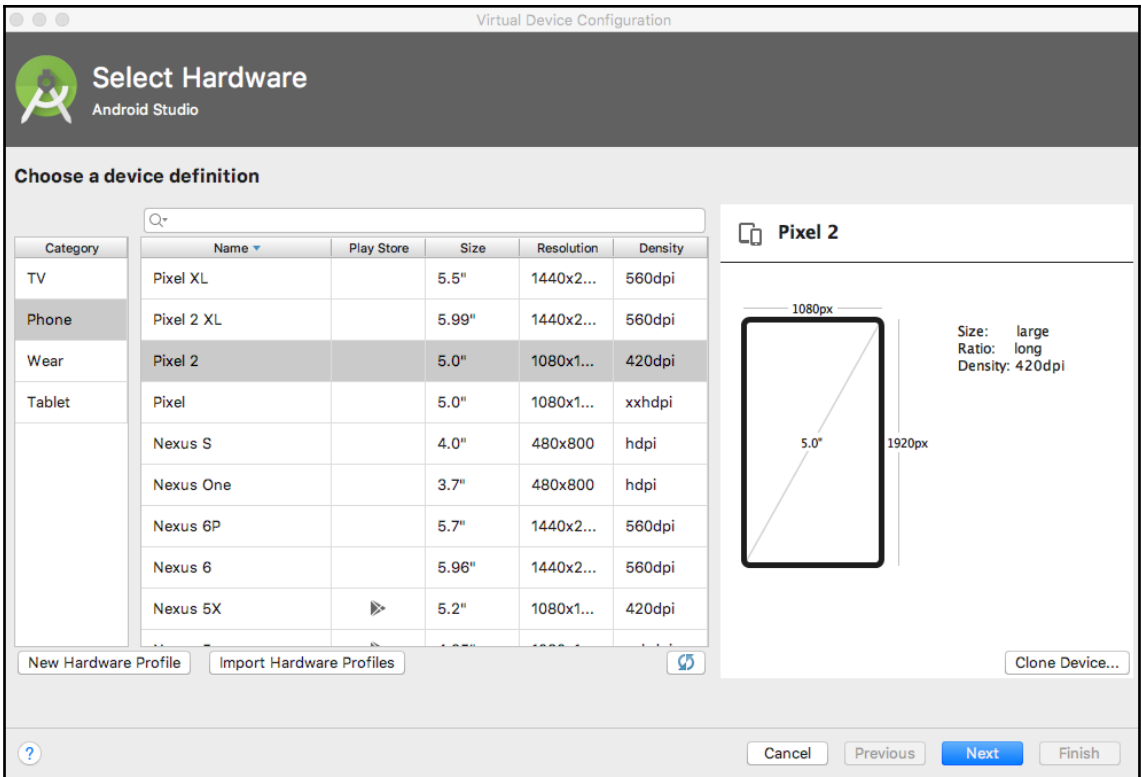 Virtual Device Configuration
Select Hardware
Android Studio
Choose a device definition
Category
Name Play Store Size Resolution Density
TV
Phone
Wear
Tablet
Pixel XL 5.5" 1440x2... 560dpi
Pixel 2 XL 5.99" 1440x2... 560dpi
Pixel 2 5.0" 1080x1... 420dpi
Pixel 5.0" 1080x1... xxhdpi
Nexus S 4.0" 480x800 hdpi
Nexus One 3.7" 480x800 hdpi
Nexus 6P 5.7" 1440x2... 560dpi
Nexus 6 5.96" 1440x2... 560dpi
Nexus 5X 5.2" 1080x1... 420dpi
New Hardware Profile Import Hardware Profiles
Pixel 2
1080px
5.0"
1920px
Size: large
Ratio: long
Density: 420dpi
Clone Device...
?
Cancel Previous Next Finish